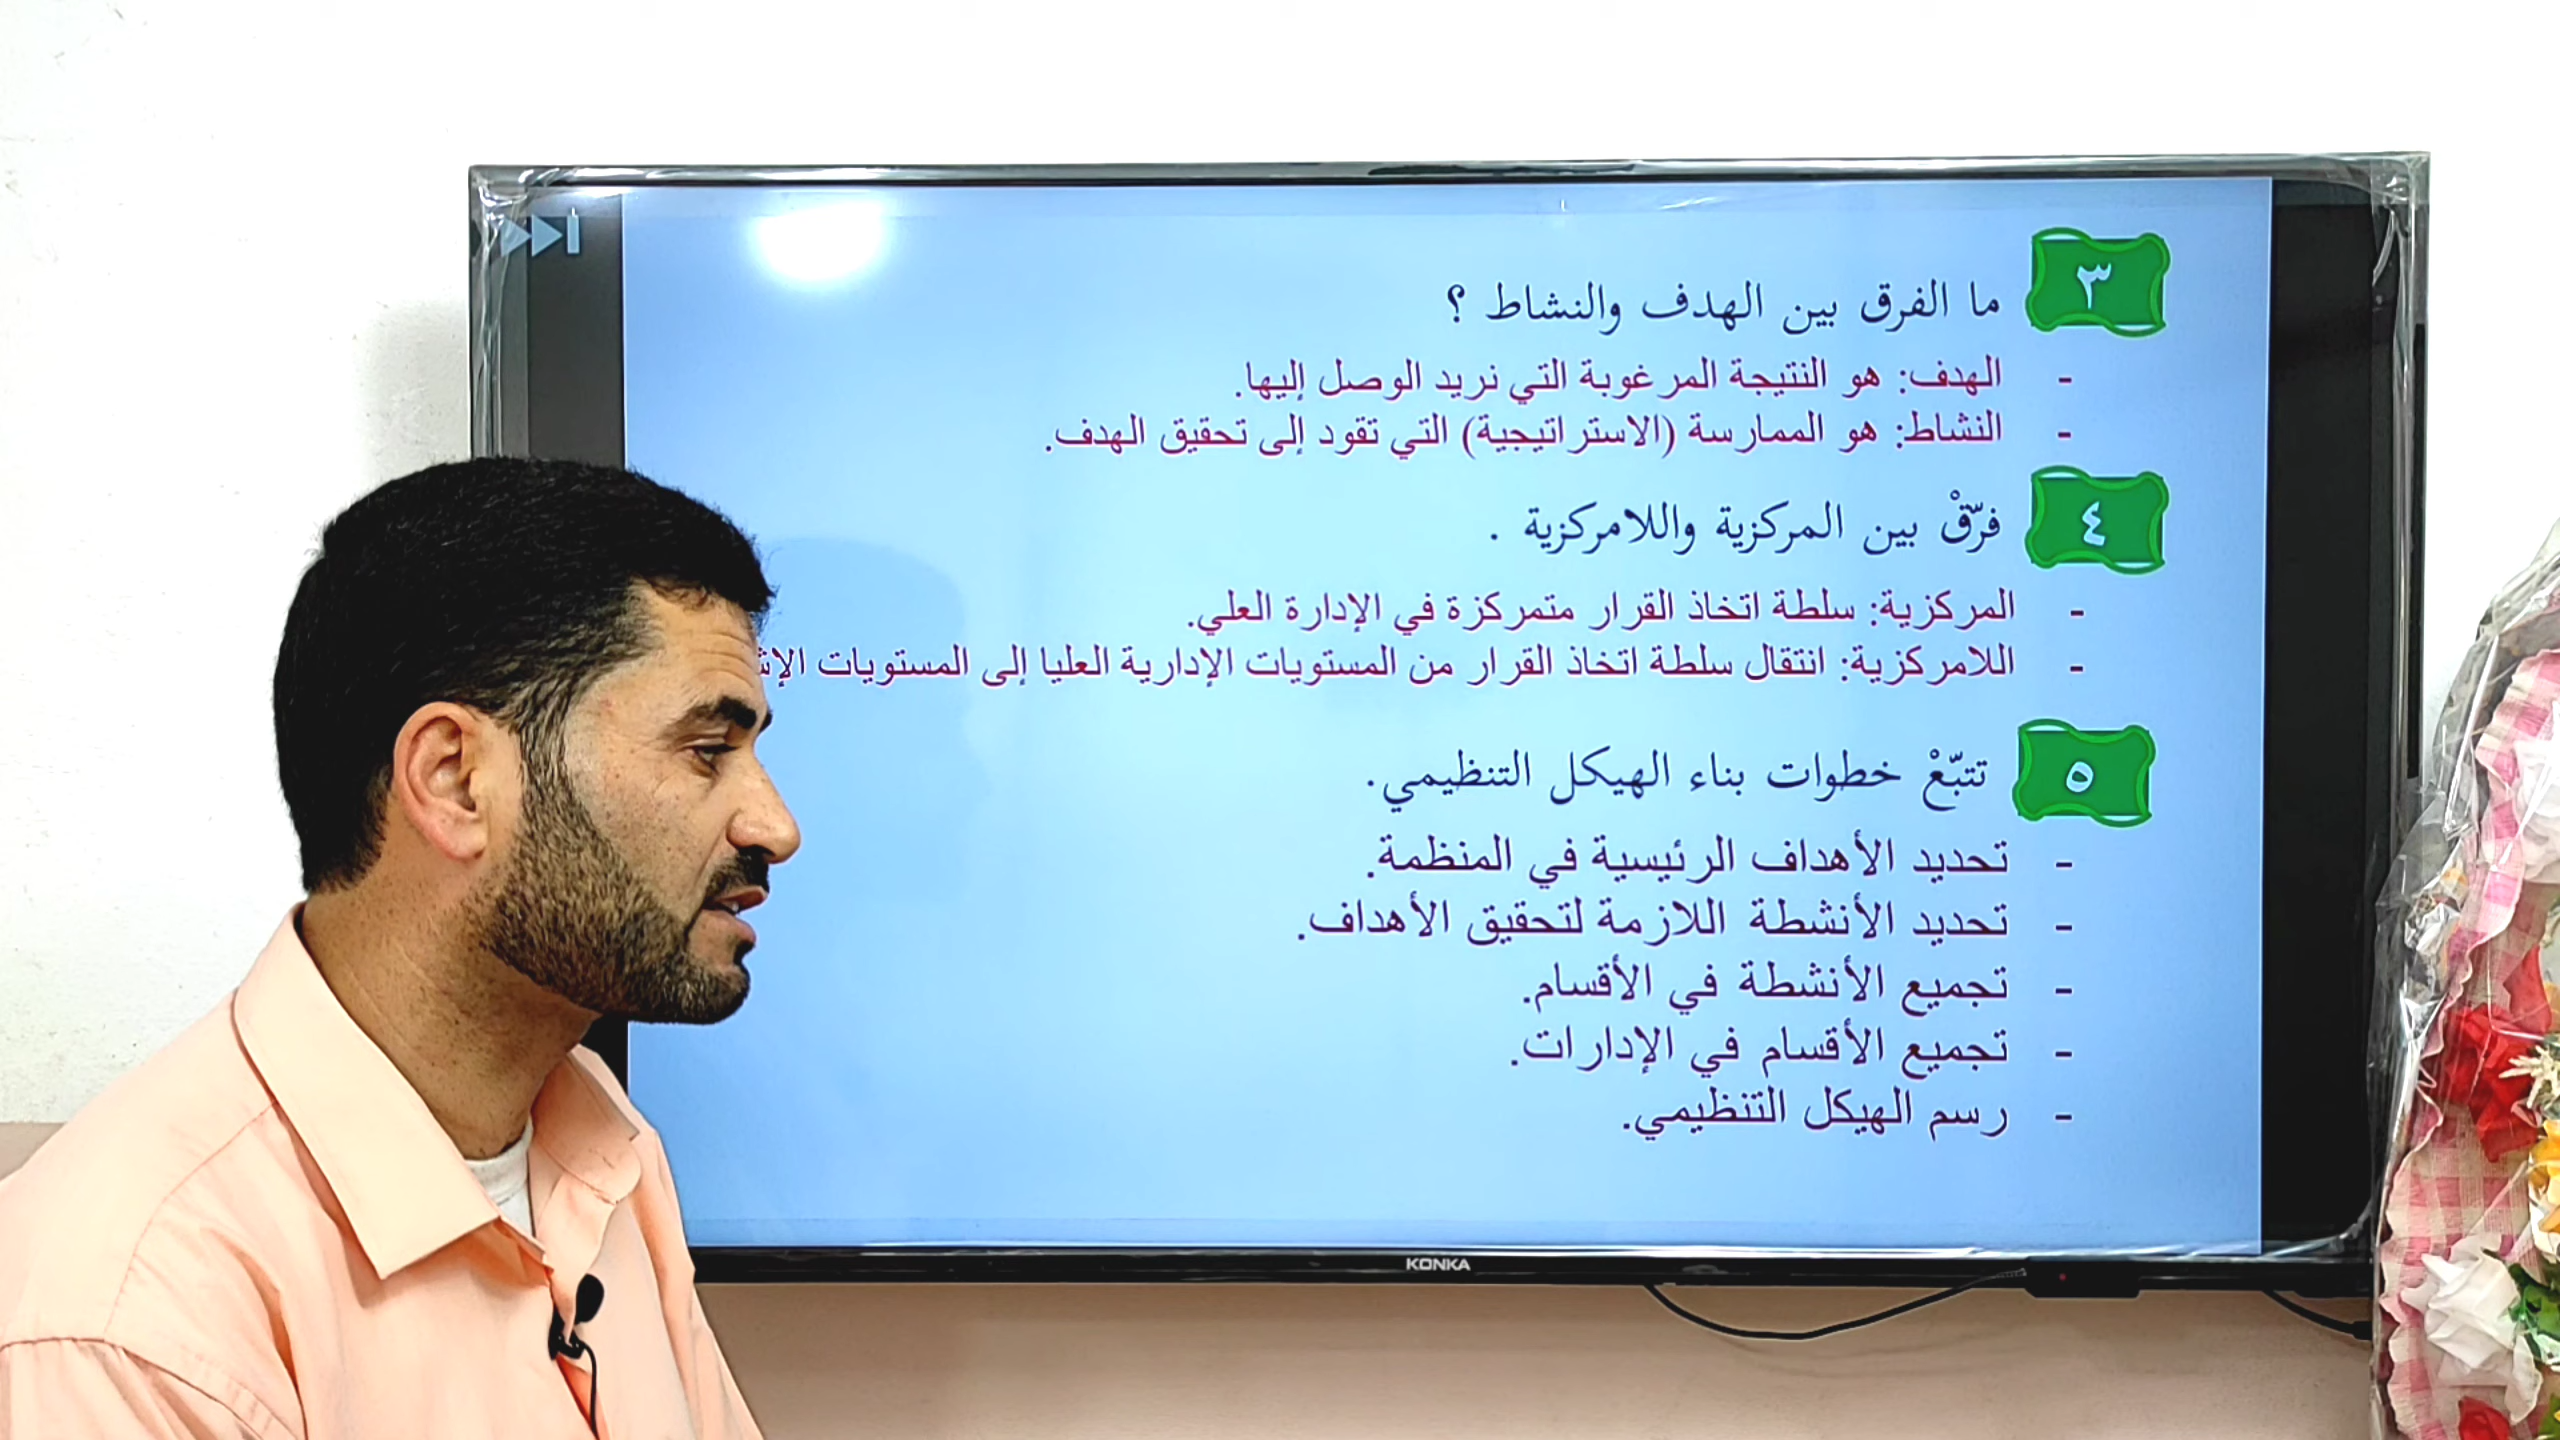 ٣
ما الفرق بين الهدف والنشاط ؟
- الهدف: هو النتيجة المرغوبة التي نريد الوصل إليها.
- النشاط: هو الممارسة (الاستراتيجية) التي تقود إلى تحقيق الهدف.
٤
فرّقْ بين المركزية واللامركزية .
- المركزية: سلطة اتخاذ القرار متمركزة في الإدارة العلي.
- اللامركزية: انتقال سلطة اتخاذ القرار من المستويات الإدارية العليا إلى المستويات
٥
تتبّعْ خطوات بناء الهيكل التنظيمي.
- تحديد الأهداف الرئيسية في المنظمة.
- تحديد الأنشطة اللازمة لتحقيق الأهداف.
- تجميع الأنشطة في الأقسام.
- تجميع الأقسام في الإدارات.
- رسم الهيكل التنظيمي.
KONKA